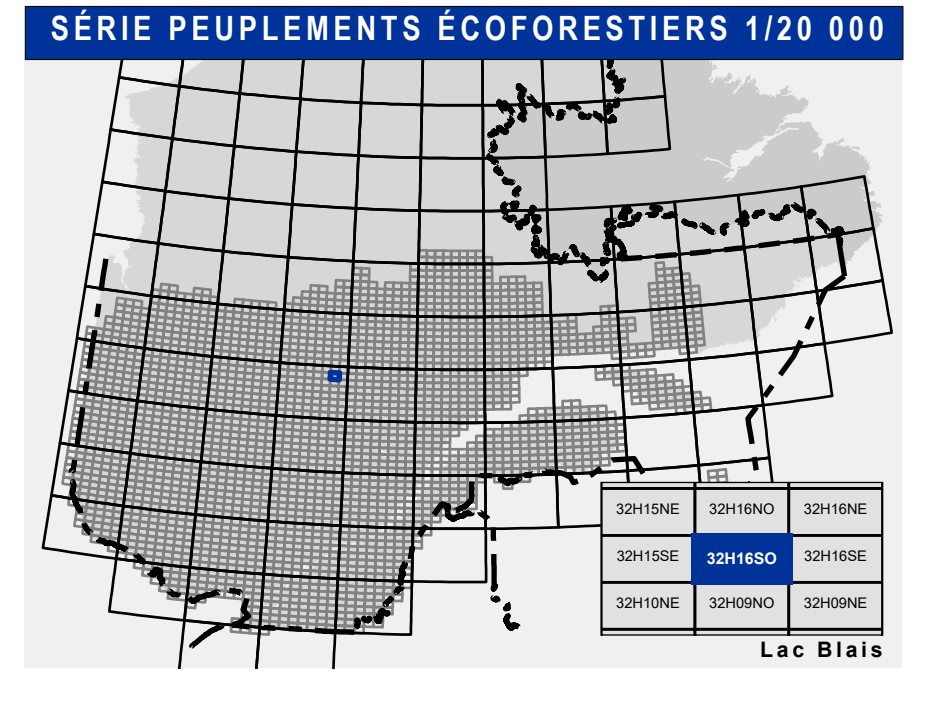 SÉRIE PEUPLEMENTS ÉCOFORESTIERS 1/20 000
32H15NE 32H16NO 32H16NE
32H15SE 32H16SO 32H16SE
32H10NE 32H09NO 32H09NE
Lac Blais